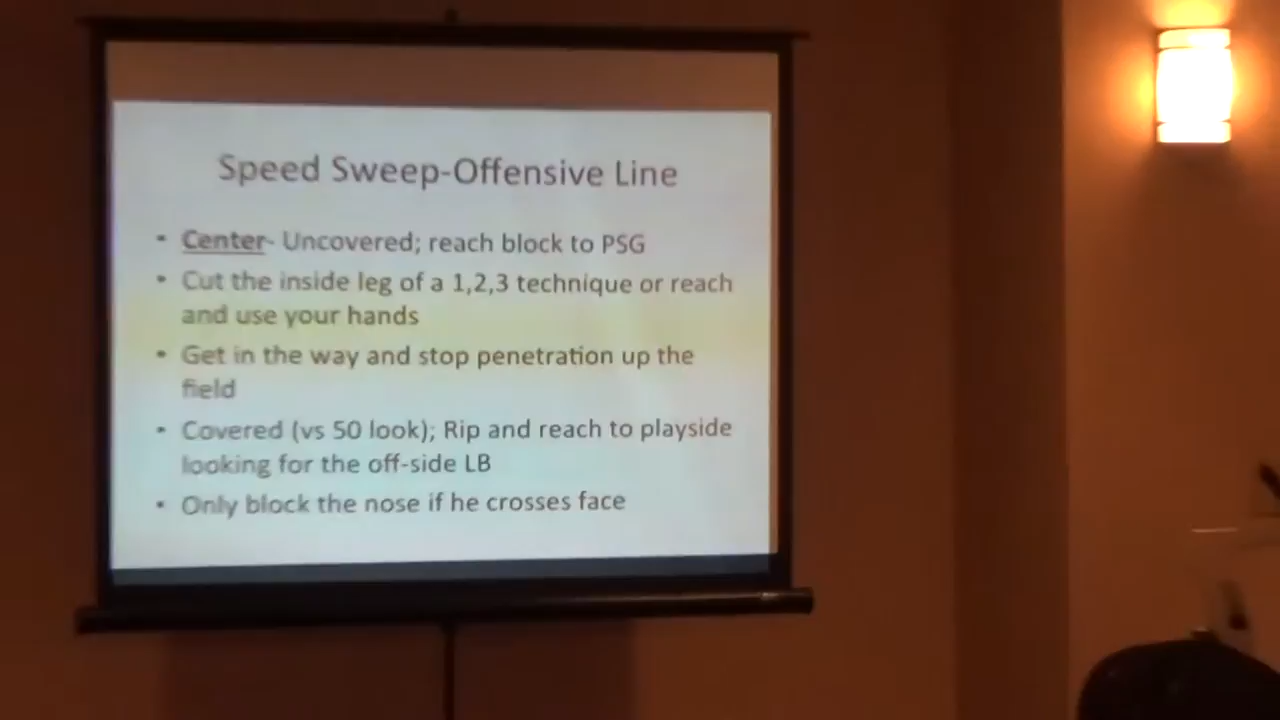 Speed Sweep-Offensive Line
• Center- Uncovered; reach block to PSG
• Cut the inside leg of a 1,2,3 technique or reach
and use your hands
• Get in the way and stop penetration up the
field
• Covered (vs 50 look); Rip and reach to playside
looking for the off-side LB
• Only block the nose if he crosses face